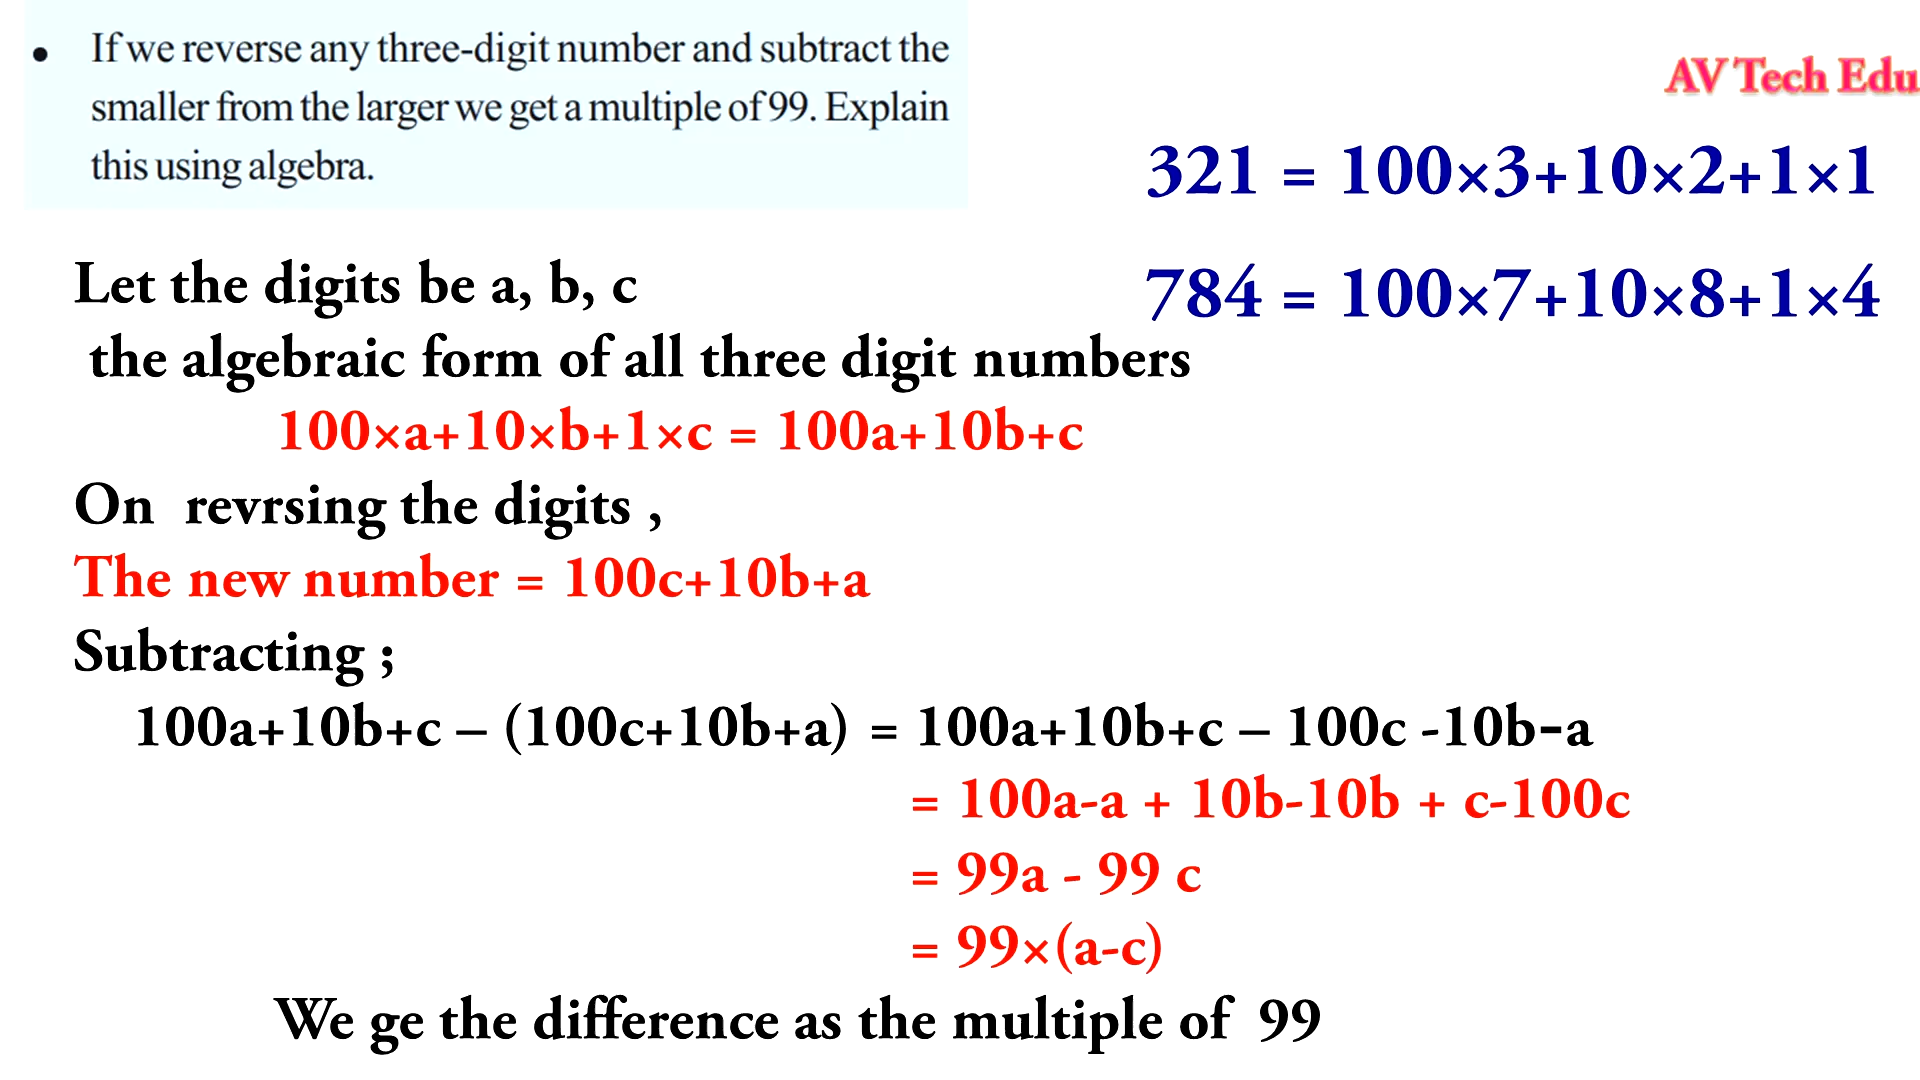 • If we reverse any three-digit number and subtract the
smaller from the larger we get a multiple of 99. Explain
this using algebra.
AV Tech Edu
321 = 100×3+10×2+1×1
784 = 100×7+10×8+1×4
Let the digits be a, b, c
the algebraic form of all three digit numbers
100×a+10×b+1×c = 100a+10b+c
On revrsing the digits ,
The new number = 100c+10b+a
Subtracting ;
100a+10b+c – (100c+10b+a) = 100a+10b+c – 100c -10b-a
= 100a-a + 10b-10b + c-100c
= 99a - 99 c
= 99×(a-c)
We ge the difference as the multiple of 99